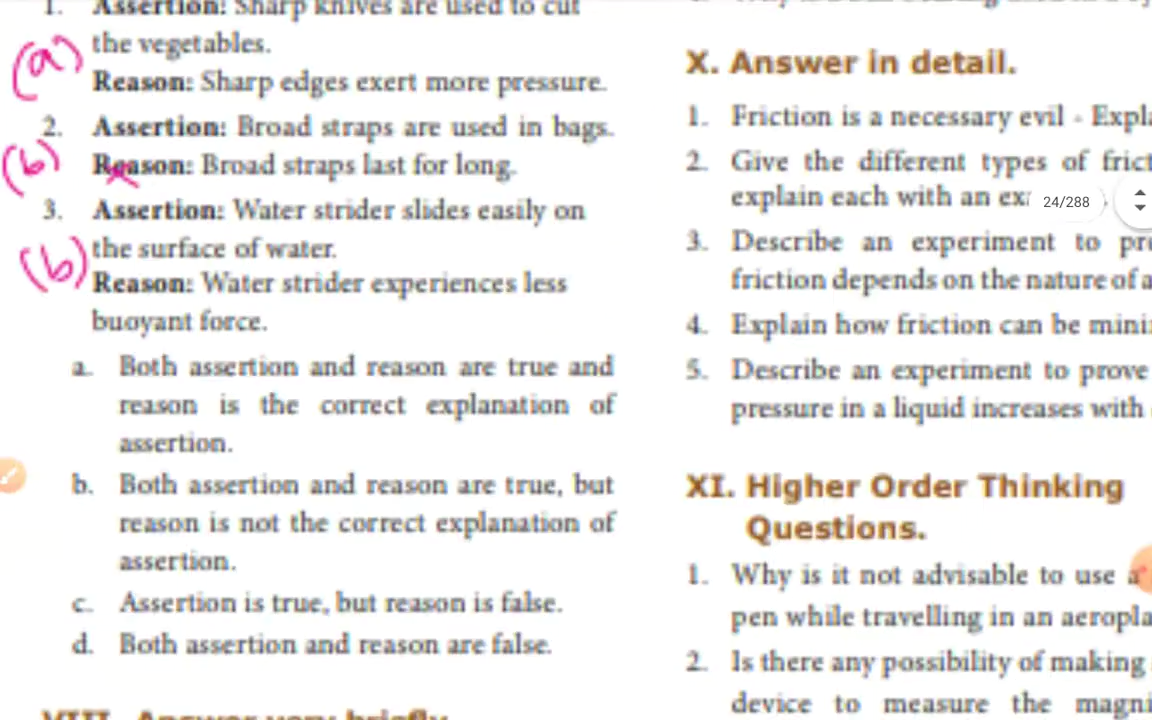 1. Assertion: Sharp knives are used to cut
the vegetables.
(a)
Reason: Sharp edges exert more pressure.
2. Assertion: Broad straps are used in bags.
(b)
Reason: Broad straps last for long.
3. Assertion: Water strider slides easily on
the surface of water.
(b)
Reason: Water strider experiences less
buoyant force.
a. Both assertion and reason are true and
reason is the correct explanation of
assertion.
b. Both assertion and reason are true, but
reason is not the correct explanation of
assertion.
c. Assertion is true, but reason is false.
d. Both assertion and reason are false.
VIII. Answer very briefly
X. Answer in detail.
1. Friction is a necessary evil - Expla
2. Give the different types of frict
explain each with an ex
24/288
3. Describe an experiment to pr
friction depends on the nature of a
4. Explain how friction can be mini
5. Describe an experiment to prove
pressure in a liquid increases with
XI. Higher Order Thinking
Questions.
1. Why is it not advisable to use a
pen while travelling in an aeropla
2. Is there any possibility of making
device to measure the magni